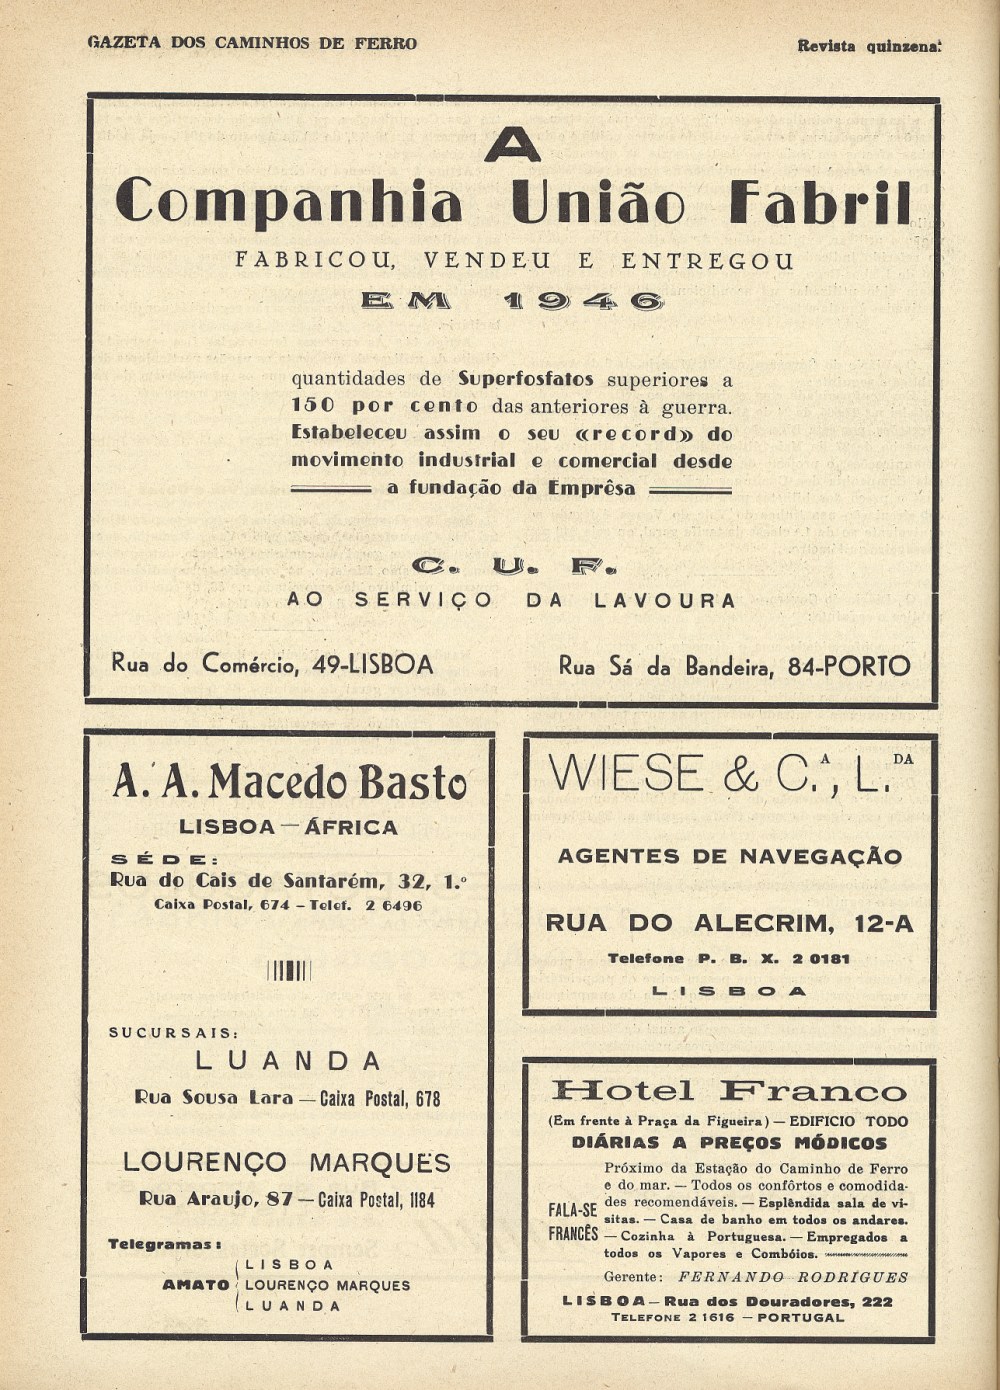 GAZETA DOS CAMINHOS DE FERRO
Revista quinzenal
A
Companhia União Fabril
FABRICOU, VENDEU E ENTREGOU
EM 1946
quantidades de Superfosfatos superiores a
150 por cento das anteriores à guerra.
Estabeleceu assim o seu «record» do
movimento industrial e comercial desde
a fundação da Emprêsa
C. U. F.
AO SERVIÇO DA LAVOURA
Rua do Comércio, 49-LISBOA
Rua Sá da Bandeira, 84-PORTO
A. A. Macedo Basto
LISBOA — ÁFRICA
SÉDE:
Rua do Cais de Santarém, 32, 1.º
Caixa Postal, 674 — Telef. 2 6496
SUCURSAIS:
LUANDA
Rua Sousa Lara — Caixa Postal, 678
LOURENÇO MARQUES
Rua Araujo, 87 — Caixa Postal, 1184
Telegramas:
LISBOA
AMATO LOURENÇO MARQUES
LUANDA
WIESE & C.A, L.DA
AGENTES DE NAVEGAÇÃO
RUA DO ALECRIM, 12-A
Telefone P. B. X. 2 0181
LISBOA
Hotel Franco
(Em frente à Praça da Figueira) — EDIFICIO TODO
DIÁRIAS A PREÇOS MÓDICOS
FALA-SE
FRANCÊS
Próximo da Estação do Caminho de Ferro
e do mar. — Todos os confôrtos e comodida-
des recomendáveis. — Esplêndida sala de vi-
sitas. — Casa de banho em todos os andares.
— Cozinha à Portuguesa. — Empregados a
todos os Vapores e Combóios.
Gerente: FERNANDO RODRIGUES
LISBOA — Rua dos Douradores, 222
TELEFONE 2 1616 — PORTUGAL